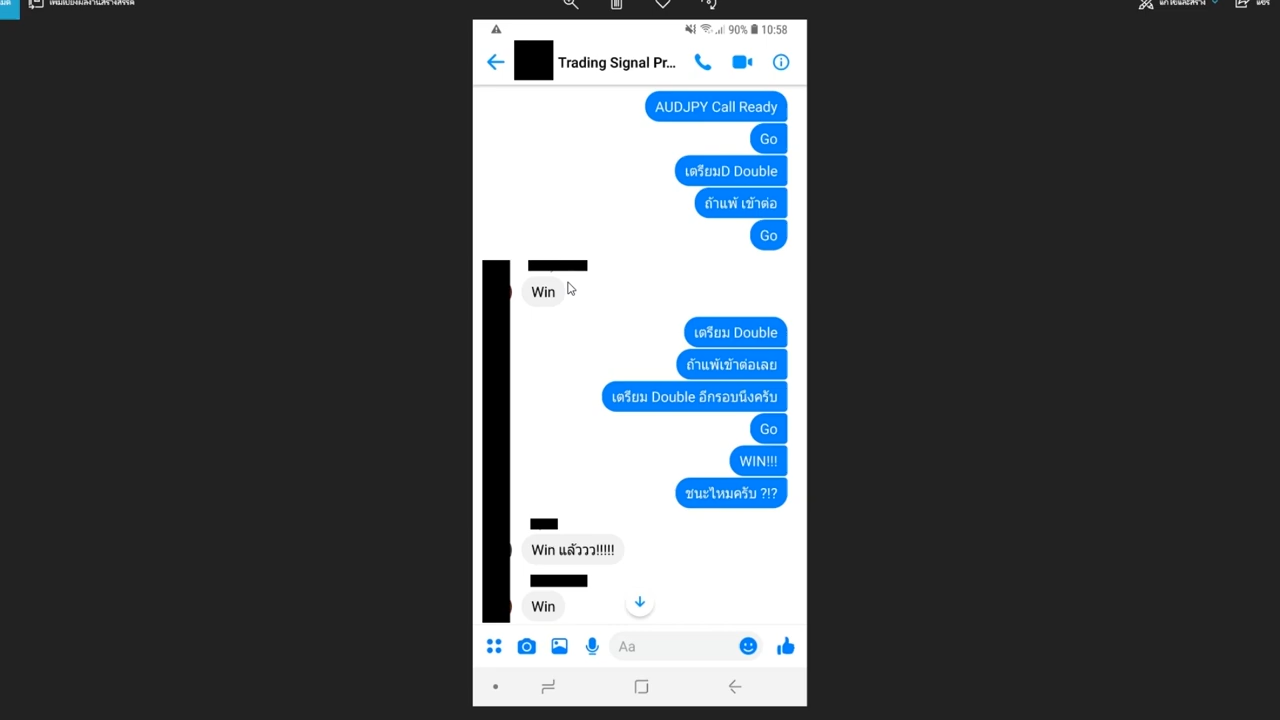 90% 10:58
Trading Signal Pr...
AUDJPY Call Ready
Go
เตรียมD Double
ถ้าแพ้ เข้าต่อ
Go
Win
เตรียม Double
ถ้าแพ้เข้าต่อเลย
เตรียม Double อีกรอบนึงครับ
Go
WIN!!!
ชนะไหมครับ ?!?
Win แล้ววว!!!!!
Win
Aa